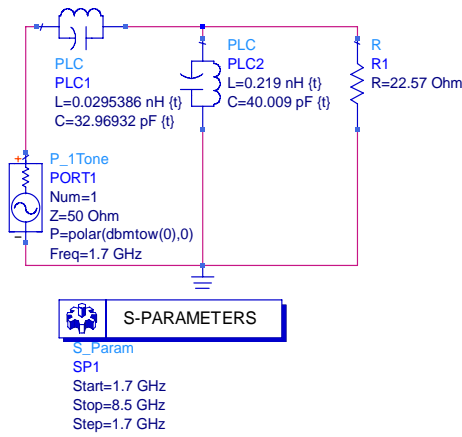 PLC
PLC1
L=0.0295386 nH {t}
C=32.96932 pF {t}
PLC
PLC2
L=0.219 nH {t}
C=40.009 pF {t}
R
R1
R=22.57 Ohm
+
-
P_1Tone
PORT1
Num=1
Z=50 Ohm
P=polar(dbmtow(0),0)
Freq=1.7 GHz
S-PARAMETERS
S_Param
SP1
Start=1.7 GHz
Stop=8.5 GHz
Step=1.7 GHz